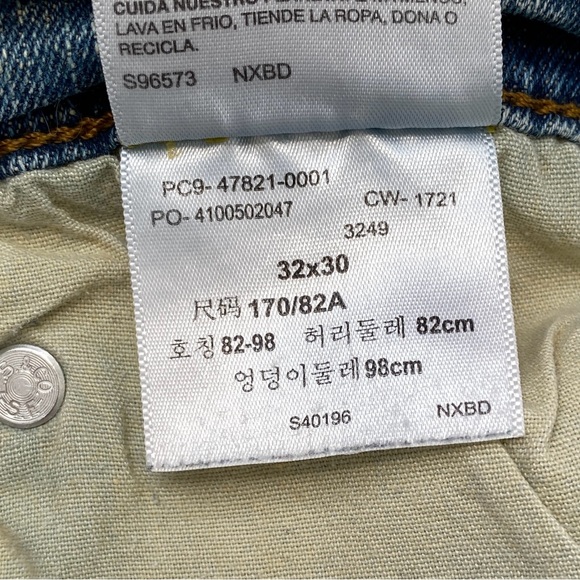 CUIDA NUESTRO
LAVA EN FRIO, TIENDE LA ROPA, DONA O
RECICLA.
S96573 NXBD
PC9- 47821-0001
PO- 4100502047 CW- 1721
3249
32x30
尺码 170/82A
호칭 82-98 허리둘레 82cm
엉덩이둘레 98cm
S40196 NXBD